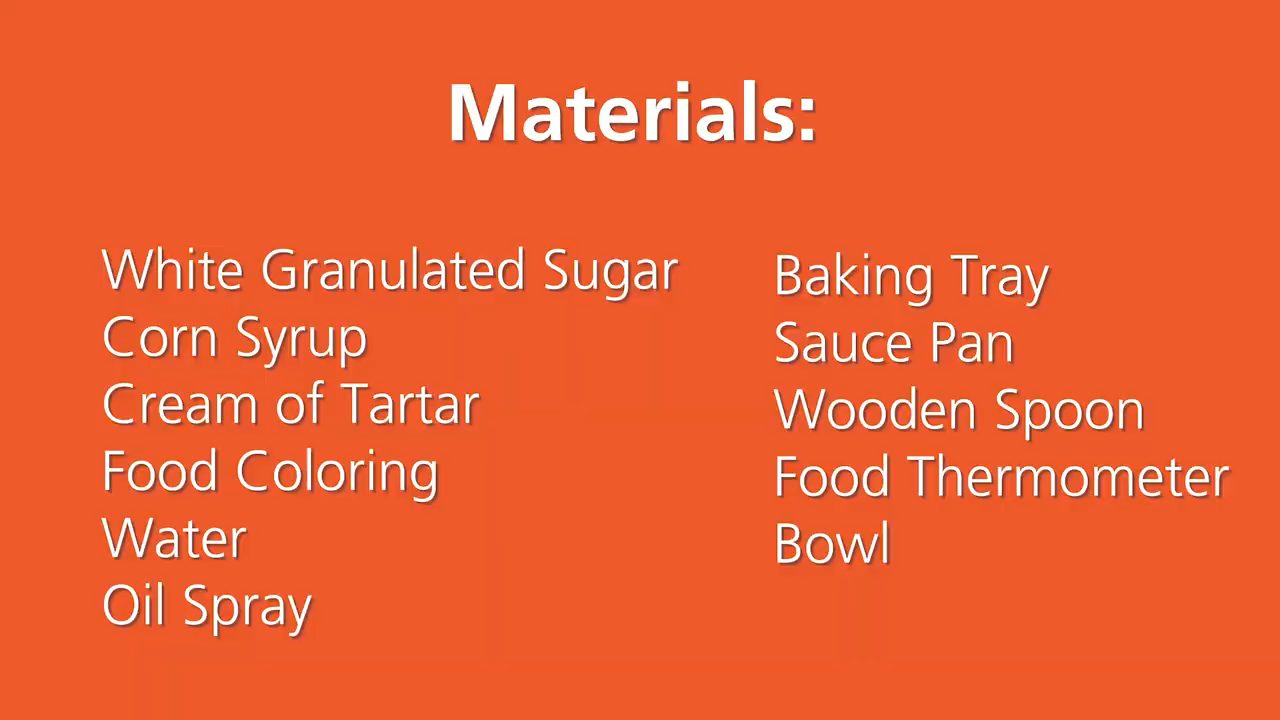 Materials:
White Granulated Sugar
Corn Syrup
Cream of Tartar
Food Coloring
Water
Oil Spray
Baking Tray
Sauce Pan
Wooden Spoon
Food Thermometer
Bowl